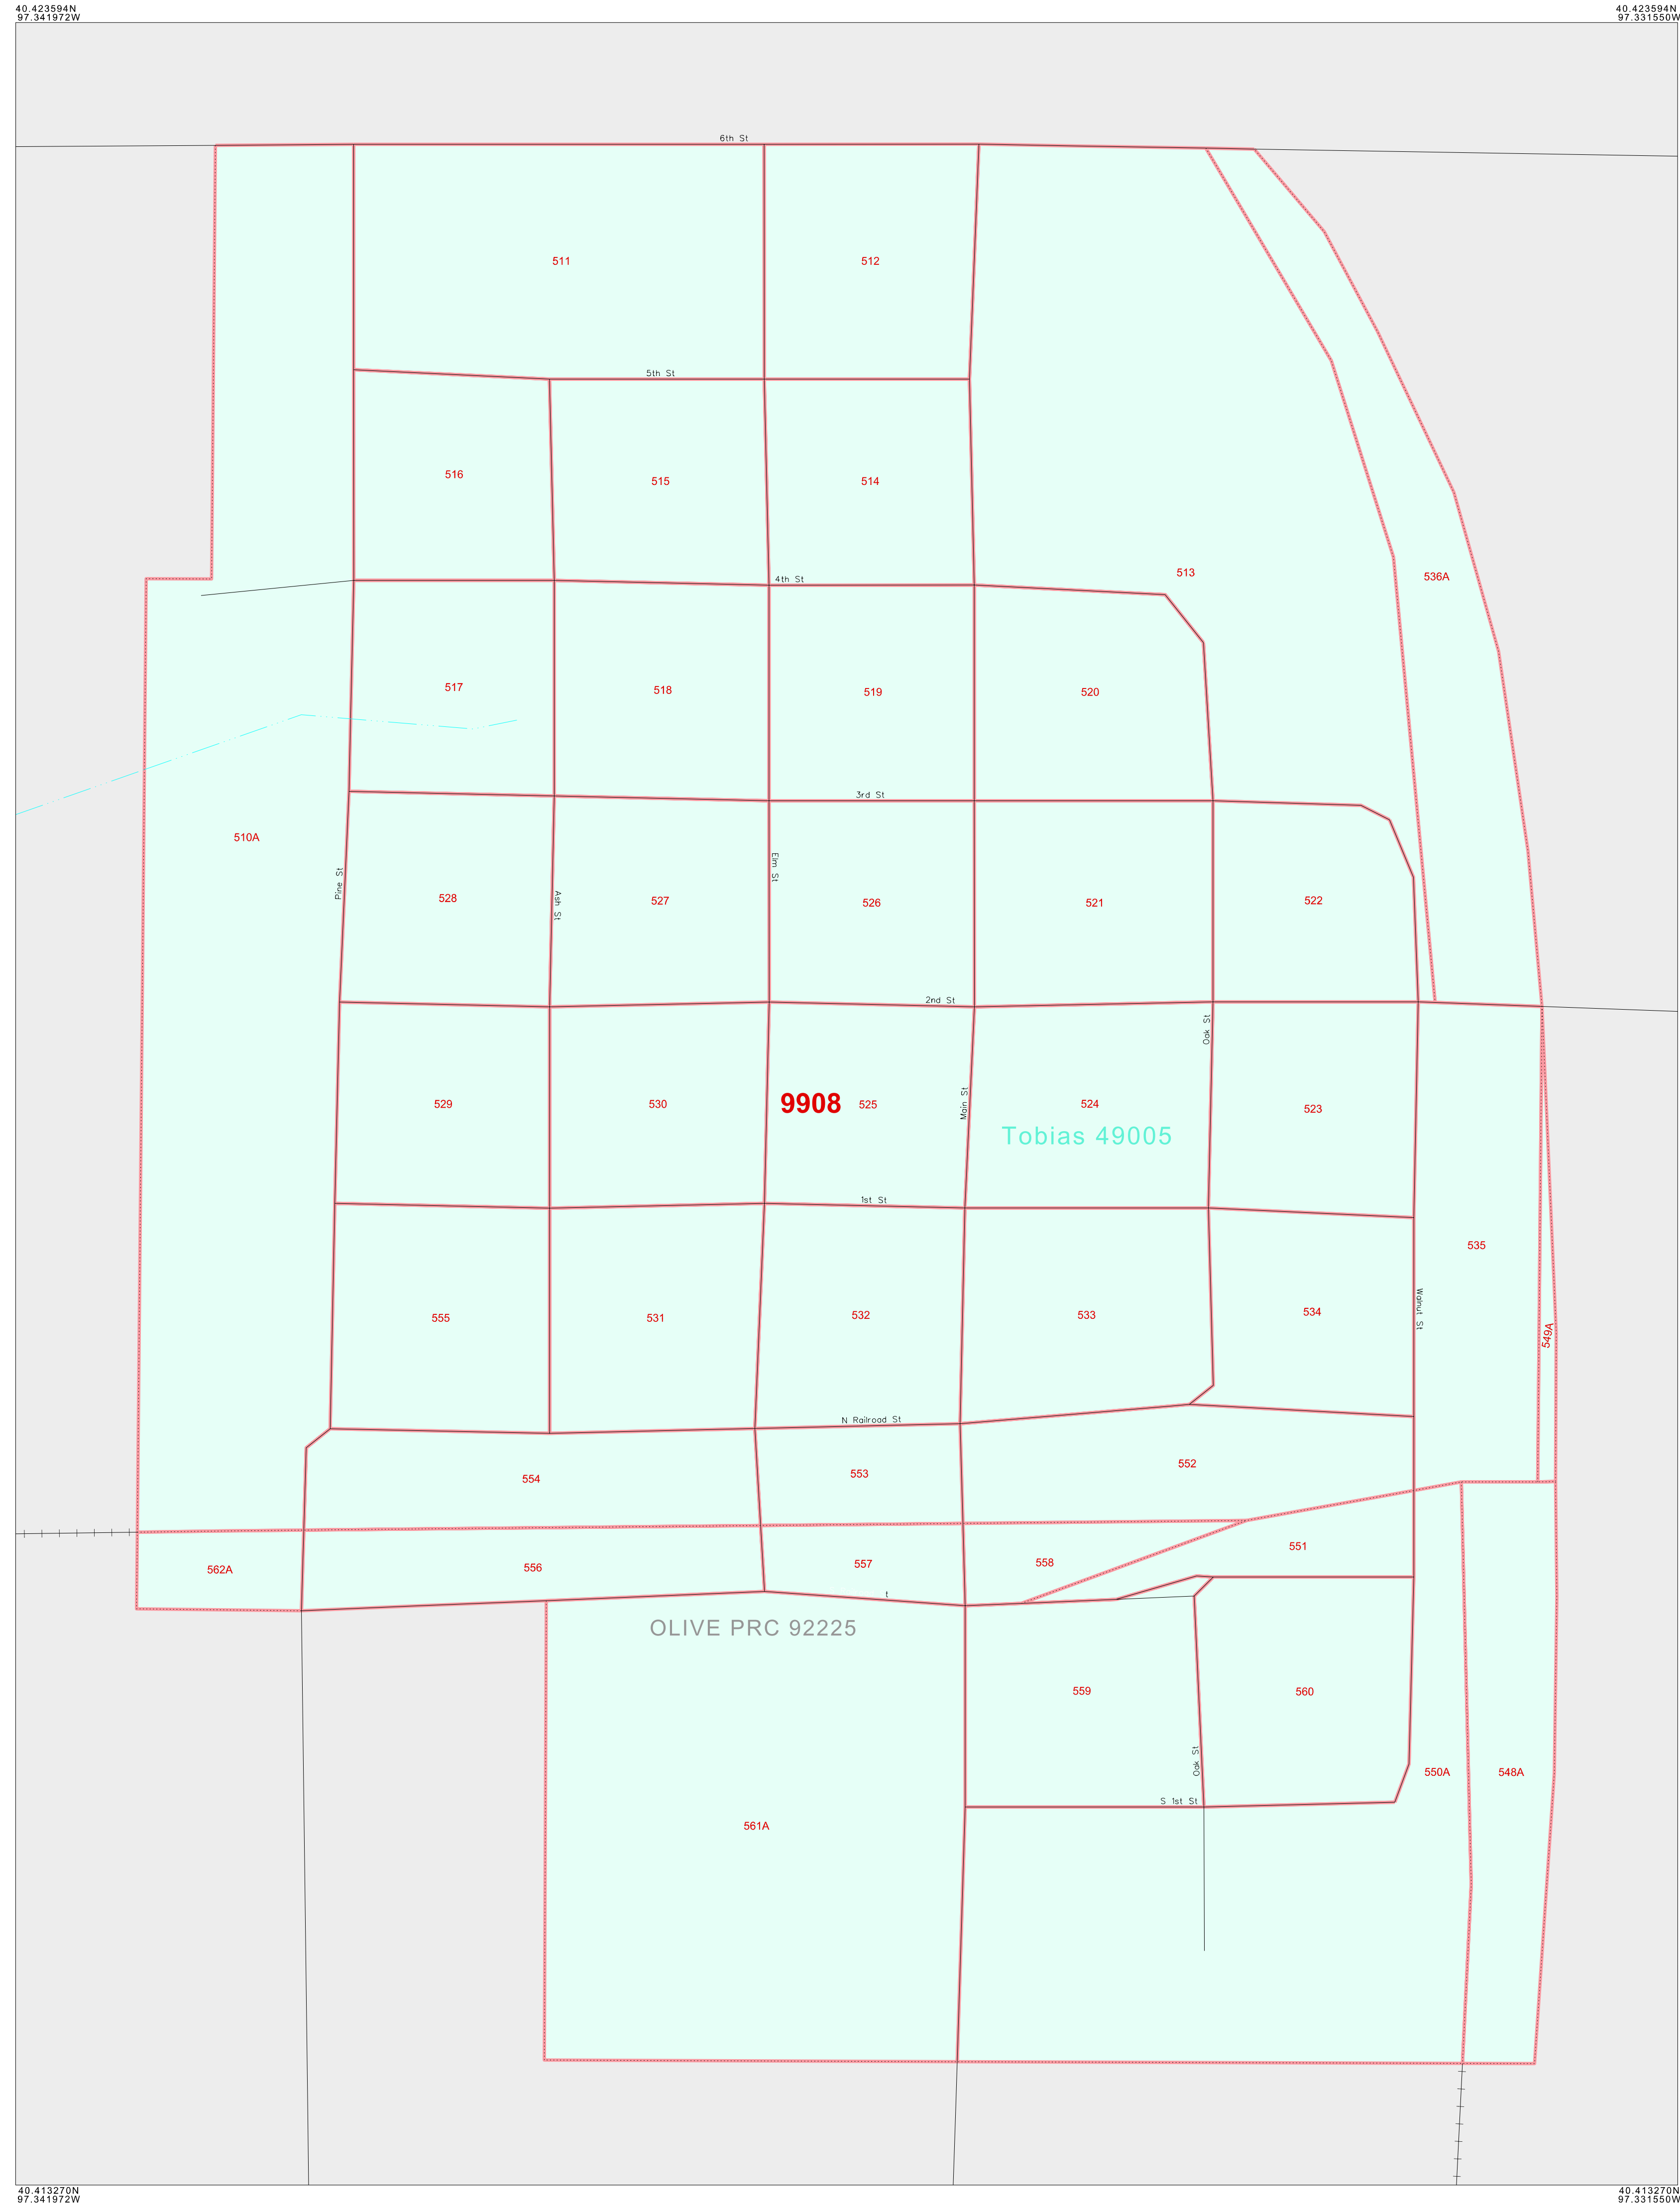 40.423594N
97.341972W
40.423594N
97.331550W
6th St
511
512
5th St
516
515
514
4th St
513
536A
517
518
519
520
3rd St
510A
Pine St
528
Ash St
527
Elm St
526
521
522
2nd St
Oak St
529
530
9908
525
Main St
524
523
Tobias 49005
1st St
535
555
531
532
533
534
Walnut St
549A
N Railroad St
554
553
552
562A
556
557
558
551
t
OLIVE PRC 92225
559
560
Oak St
550A
548A
S 1st St
561A
40.413270N
97.341972W
40.413270N
97.331550W